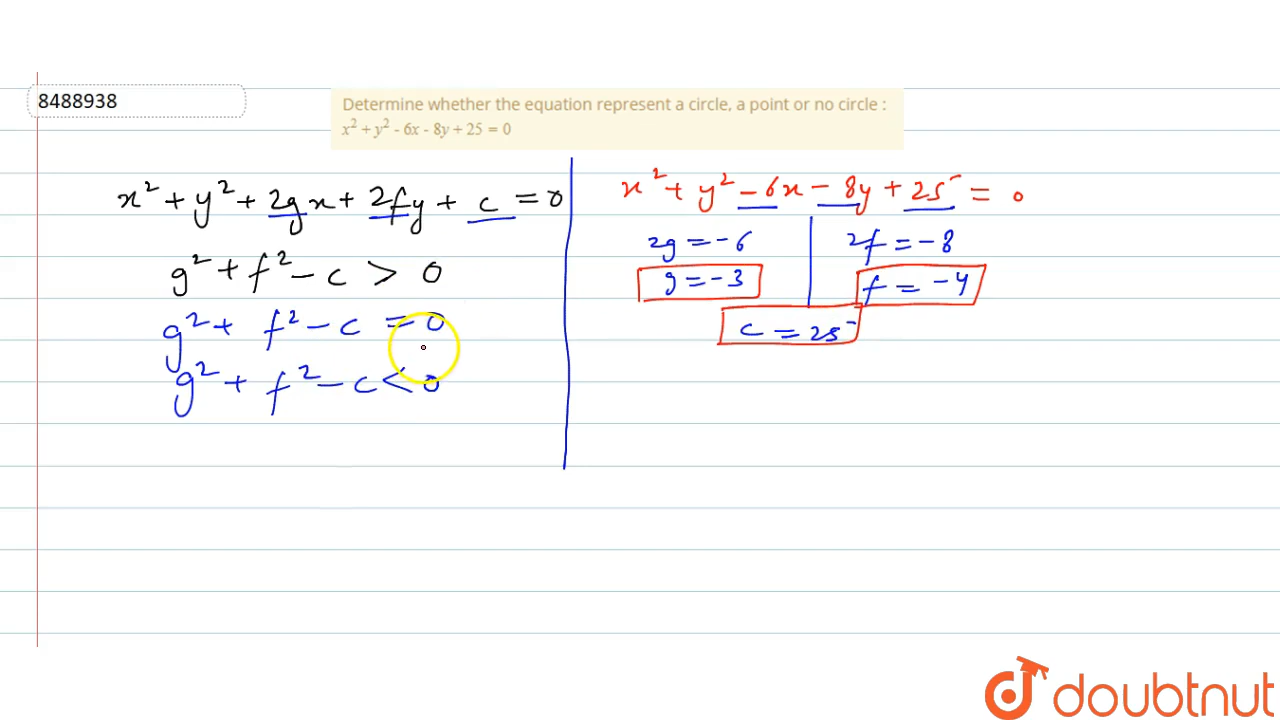 8488938
Determine whether the equation represent a circle, a point or no circle :
x² + y² - 6x - 8y + 25 = 0
x² + y² + 2gx + 2fy + c = 0
g² + f² - c > 0
g² + f² - c = 0
g² + f² - c < 0
x² + y² - 6x - 8y + 25 = 0
2g = -6
2f = -8
g = -3
f = -4
c = 25
doubtnut